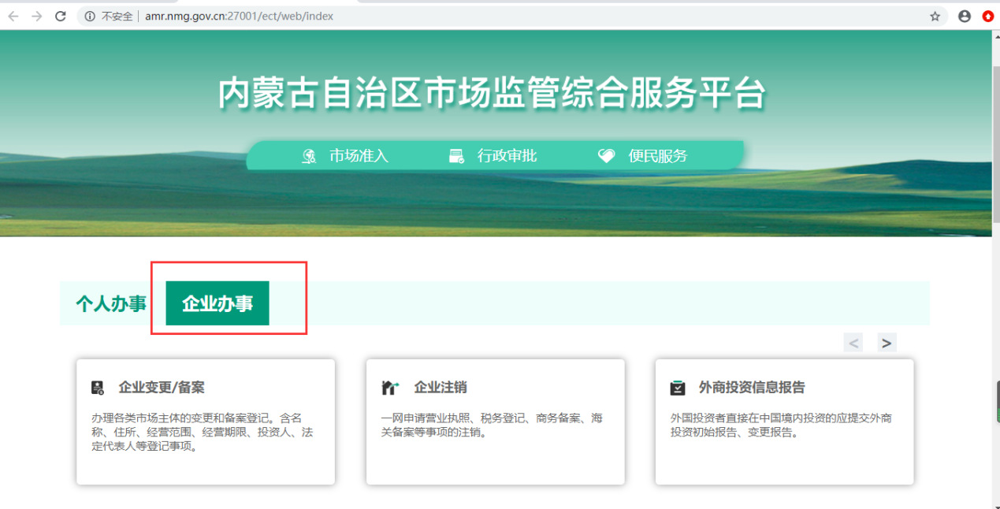 不安全 amr.nmg.gov.cn:27001/ect/web/index
内蒙古自治区市场监管综合服务平台
市场准入 行政审批 便民服务
个人办事 企业办事
< >
企业变更/备案
办理各类市场主体的变更和备案登记。含名
称、住所、经营范围、经营期限、投资人、法
定代表人等登记事项。
企业注销
一网申请营业执照、税务登记、商务备案、海
关备案等事项的注销。
外商投资信息报告
外国投资者直接在中国境内投资的应提交外商
投资初始报告、变更报告。